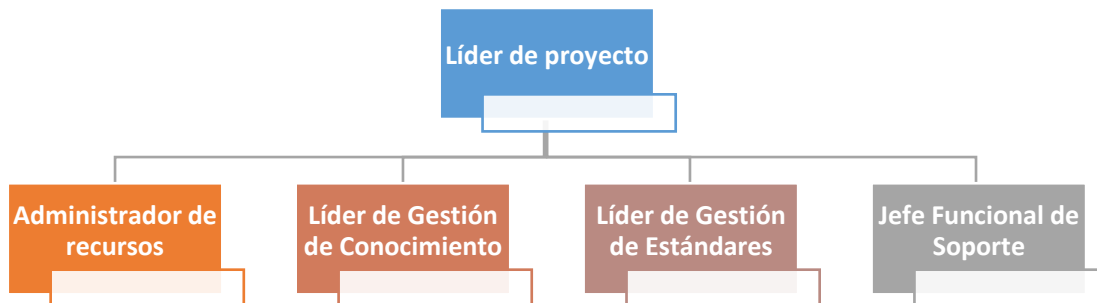 Líder de proyecto
Administrador de
recursos
Líder de Gestión
de Conocimiento
Líder de Gestión
de Estándares
Jefe Funcional de
Soporte